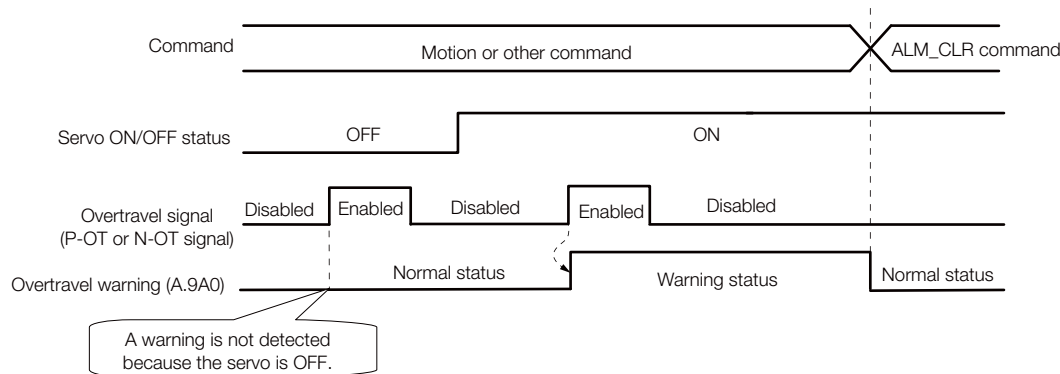 Command
Motion or other command
ALM_CLR command
Servo ON/OFF status
OFF
ON
Overtravel signal
(P-OT or N-OT signal)
Disabled
Enabled
Disabled
Enabled
Disabled
Overtravel warning (A.9A0)
Normal status
Warning status
Normal status
A warning is not detected
because the servo is OFF.